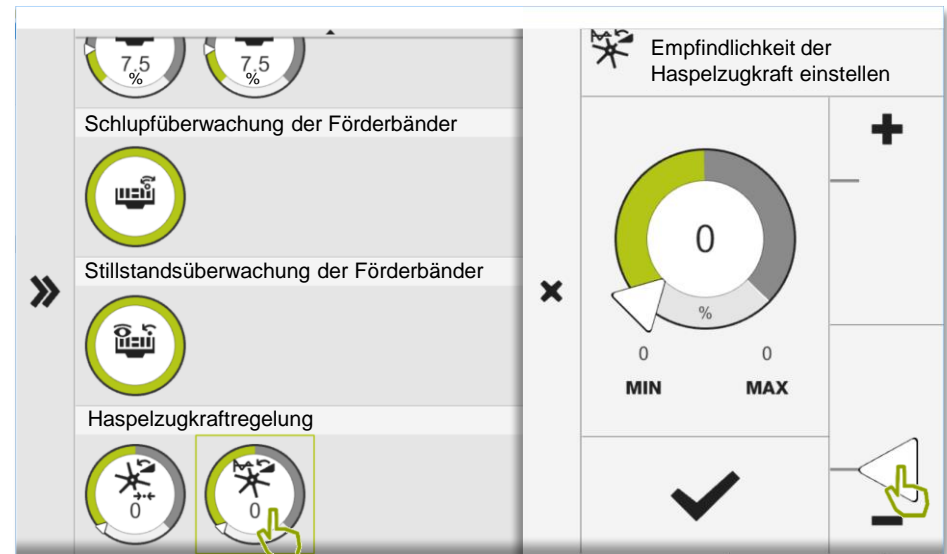 7,5
%
7,5
%
Schlupfüberwachung der Förderbänder
Stillstandsüberwachung der Förderbänder
Haspelzugkraftregelung
0
0
Empfindlichkeit der
Haspelzugkraft einstellen
0
%
0
0
MIN
MAX